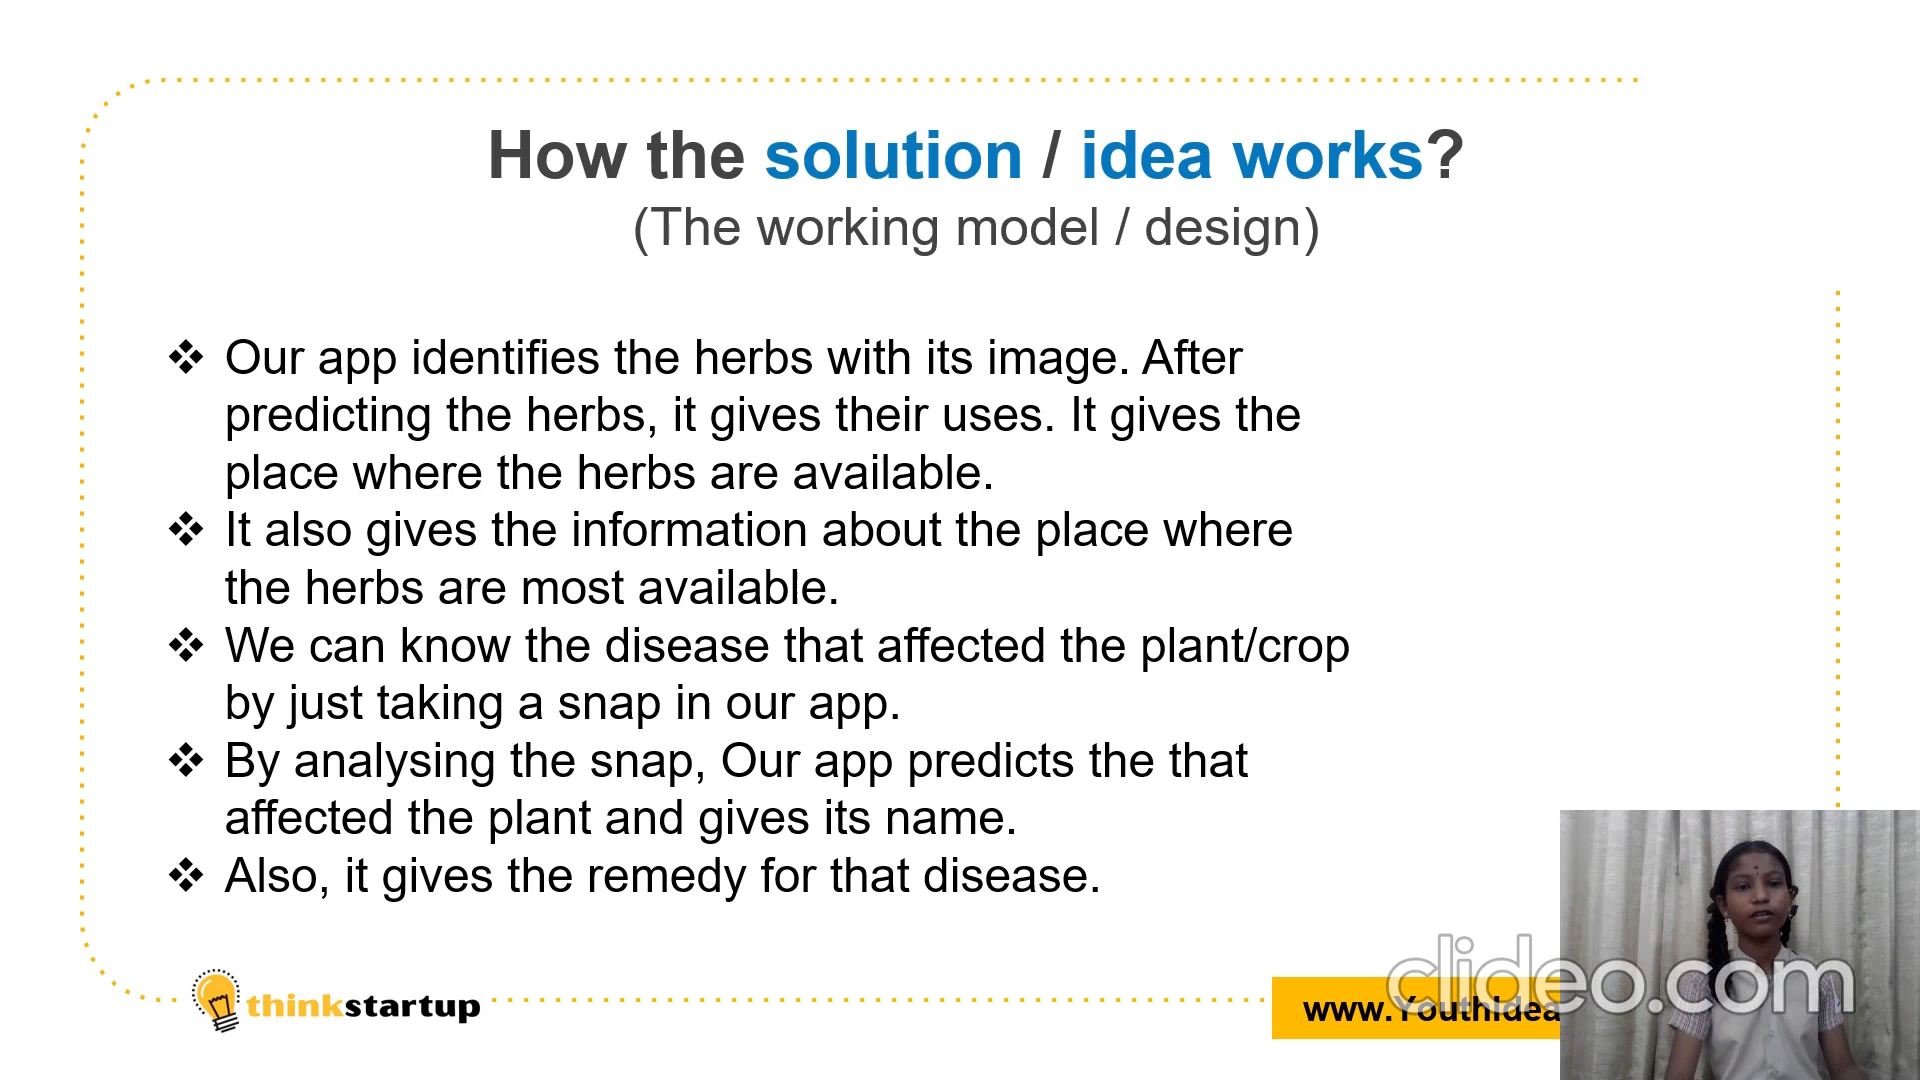 How the solution / idea works?
(The working model / design)
❖ Our app identifies the herbs with its image. After
predicting the herbs, it gives their uses. It gives the
place where the herbs are available.
❖ It also gives the information about the place where
the herbs are most available.
❖ We can know the disease that affected the plant/crop
by just taking a snap in our app.
❖ By analysing the snap, Our app predicts the that
affected the plant and gives its name.
❖ Also, it gives the remedy for that disease.
thinkstartup
www.YouthIdea
clideo.com